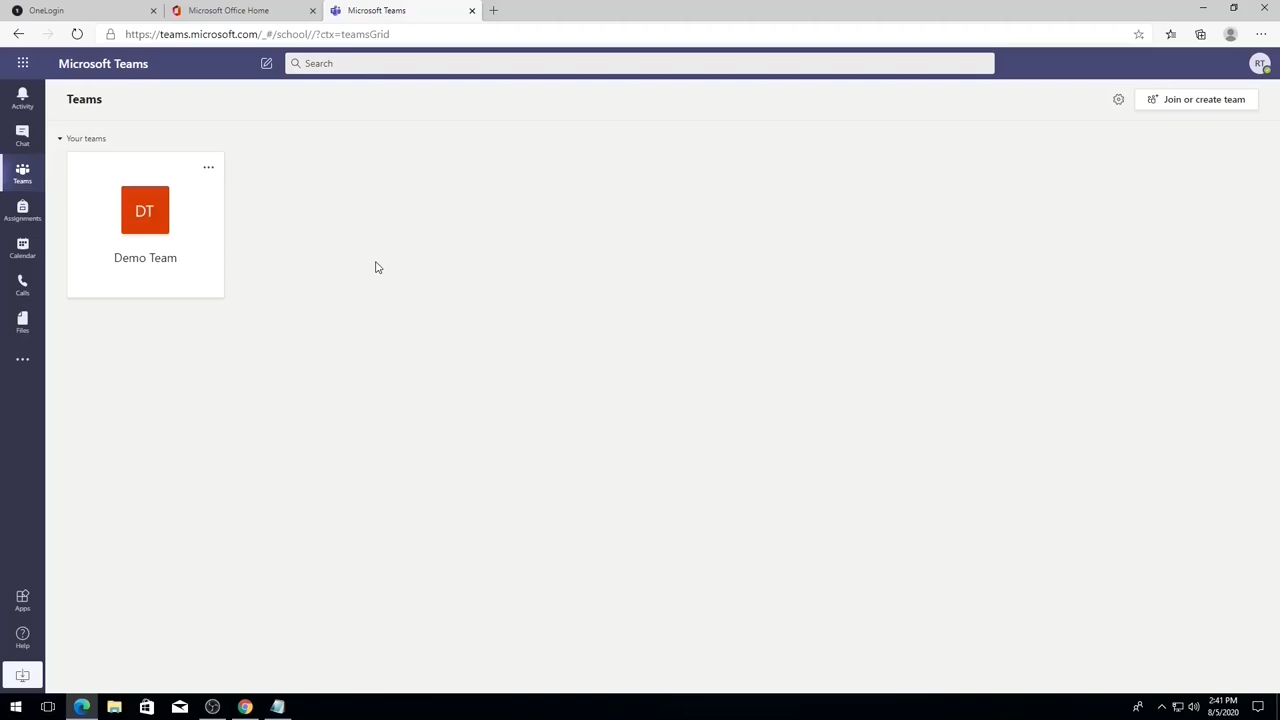 OneLogin
Microsoft Office Home
Microsoft Teams
https://teams.microsoft.com/_#/school//?ctx=teamsGrid
Microsoft Teams
Search
RT
Activity
Chat
Teams
Assignments
Calendar
Calls
Files
Apps
Help
Teams
Join or create team
Your teams
DT
Demo Team
2:41 PM
8/5/2020